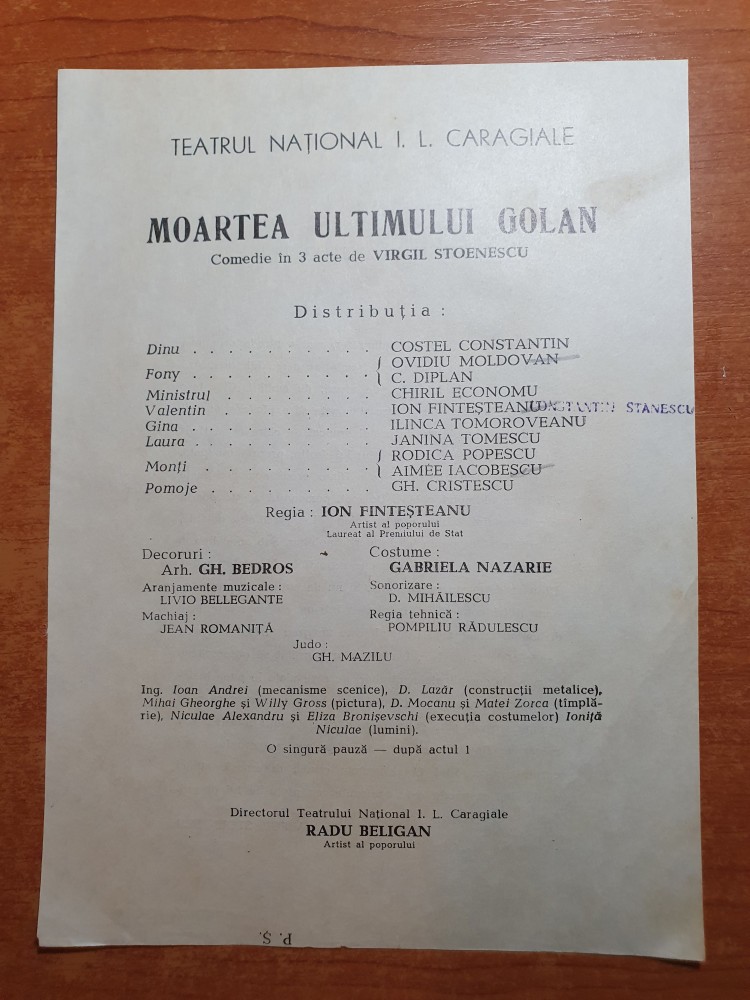 TEATRUL NAȚIONAL I. L. CARAGIALE
MOARTEA ULTIMULUI GOLAN
Comedie în 3 acte de VIRGIL STOENESCU
Distribuția :
Dinu . . . . . . . . . . COSTEL CONSTANTIN
Fony . . . . . . . . . . { OVIDIU MOLDOVAN
{ C. DIPLAN
Ministrul . . . . . . . . CHIRIL ECONOMU
Valentin . . . . . . . . ION FINTEȘTEANU CONSTANTIN STANESCU
Gina . . . . . . . . . . ILINCA TOMOROVEANU
Laura . . . . . . . . . . JANINA TOMESCU
Monți . . . . . . . . . { RODICA POPESCU
{ AIMÉE IACOBESCU
Pomoje . . . . . . . . . GH. CRISTESCU
Regia : ION FINTEȘTEANU
Artist al poporului
Laureat al Premiului de Stat
Decoruri : Costume :
Arh. GH. BEDROS GABRIELA NAZARIE
Aranjamente muzicale : Sonorizare :
LIVIO BELLEGANTE D. MIHĂILESCU
Machiaj : Regia tehnică :
JEAN ROMANIȚĂ POMPILIU RĂDULESCU
Judo :
GH. MAZILU
Ing. Ioan Andrei (mecanisme scenice), D. Lazăr (construcții metalice),
Mihai Gheorghe și Willy Gross (pictura), D. Mocanu și Matei Zorca (tîmplă-
rie), Niculae Alexandru și Eliza Bronișevschi (execuția costumelor) Ioniță
Niculae (lumini).
O singură pauză — după actul 1
Directorul Teatrului Național I. L. Caragiale
RADU BELIGAN
Artist al poporului
P. Ș.